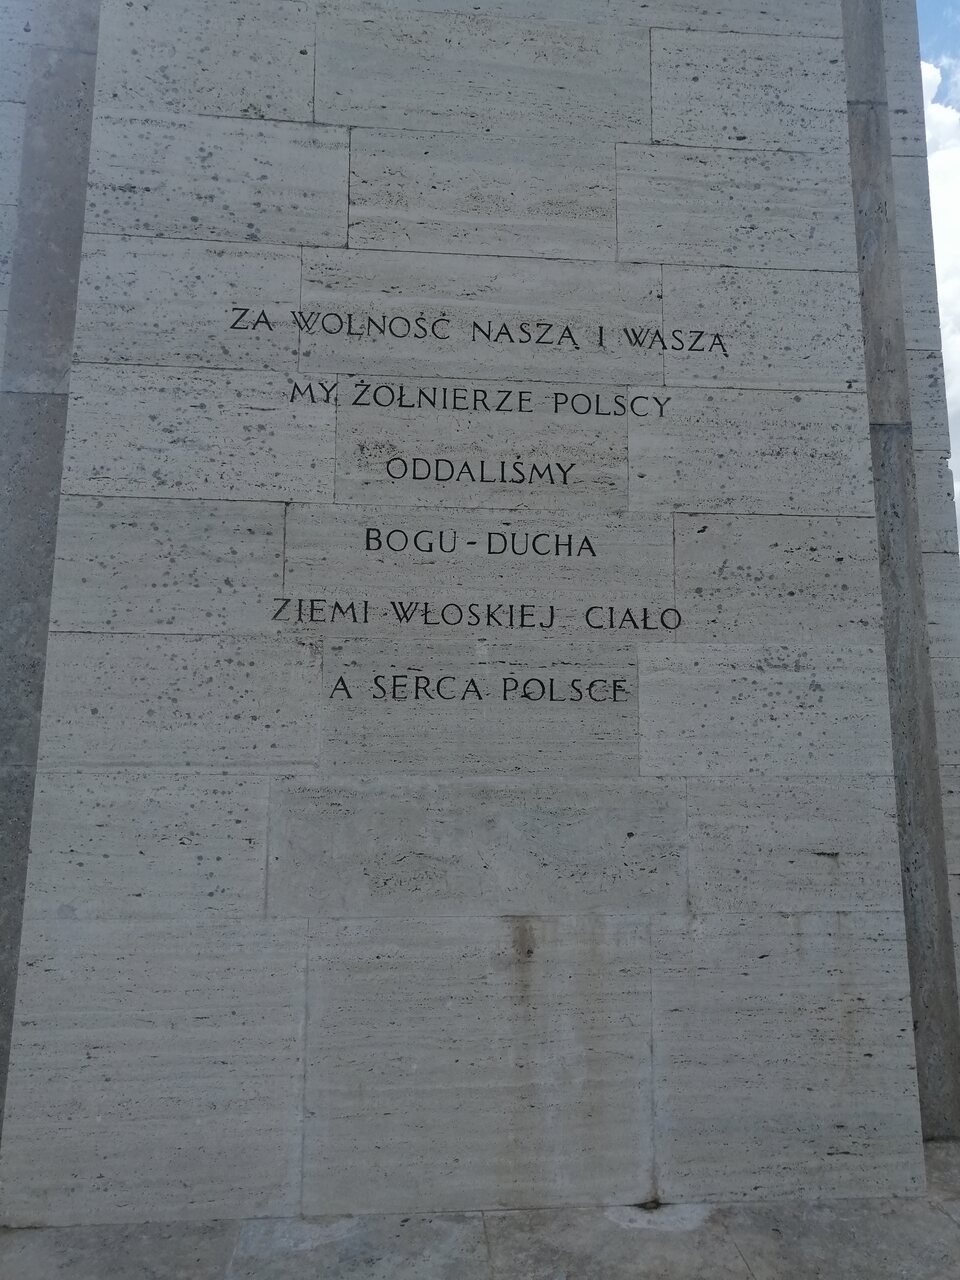 ZA WOLNOŚĆ NASZĄ I WASZĄ
MY ŻOŁNIERZE POLSCY
ODDALIŚMY
BOGU - DUCHA
ZIEMI WŁOSKIEJ CIAŁO
A SERCA POLSCE